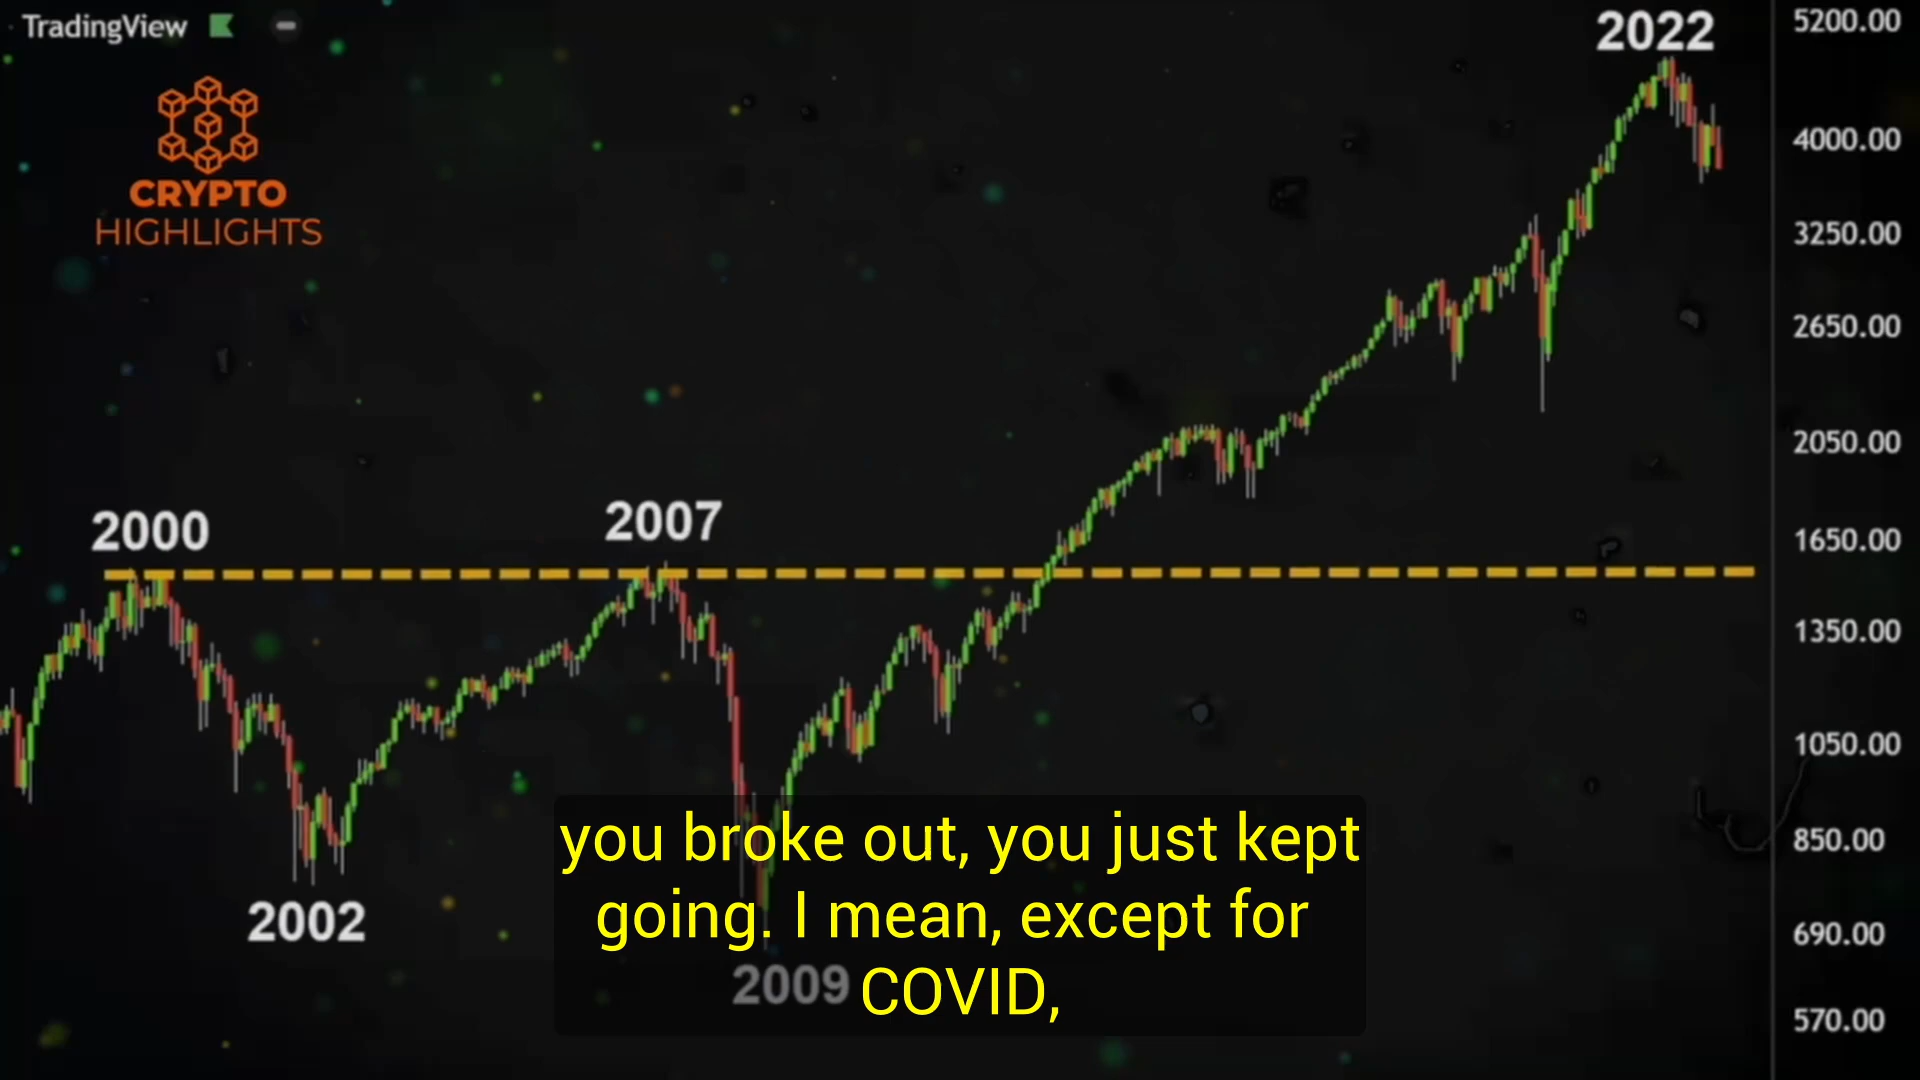 TradingView
2022
5200.00
CRYPTO
HIGHLIGHTS
4000.00
3250.00
2650.00
2050.00
2000
2007
1650.00
1350.00
1050.00
850.00
2002
690.00
2009
570.00
you broke out, you just kept
going. I mean, except for
COVID,